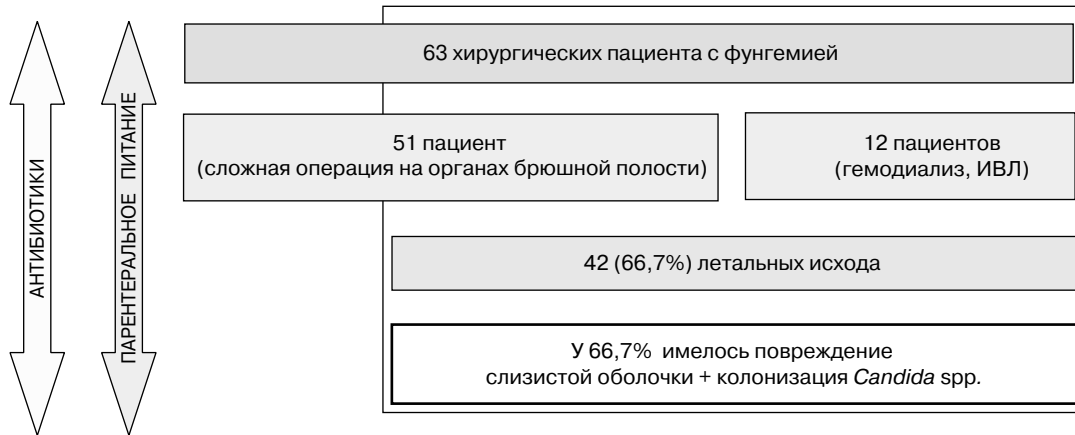 АНТИБИОТИКИ
ПАРЕНТЕРАЛЬНОЕ ПИТАНИЕ
63 хирургических пациента с фунгемией
51 пациент
(сложная операция на органах брюшной полости)
12 пациентов
(гемодиализ, ИВЛ)
42 (66,7%) летальных исхода
У 66,7% имелось повреждение
слизистой оболочки + колонизация Candida spp.